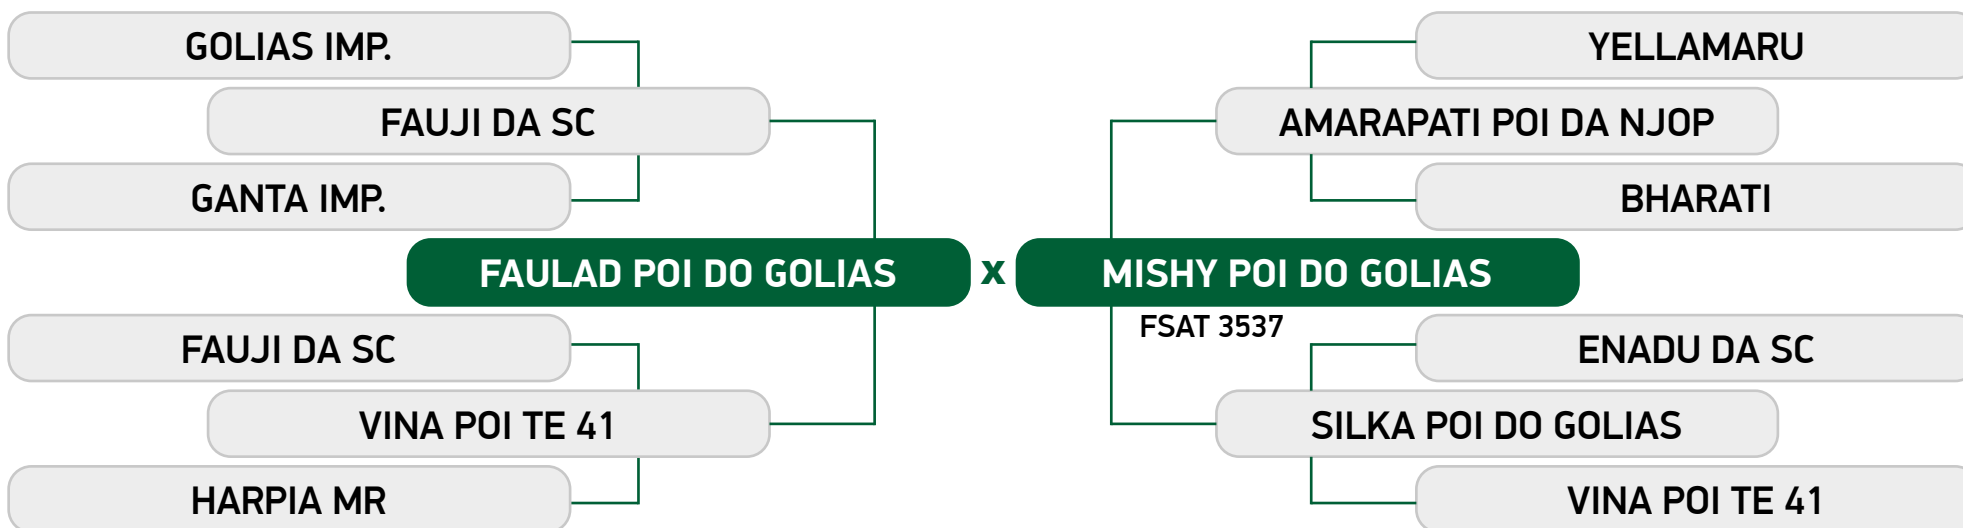 GOLIAS IMP.
YELLAMARU
FAUJI DA SC
AMARAPATI POI DA NJOP
GANTA IMP.
BHARATI
FAULAD POI DO GOLIAS x MISHY POI DO GOLIAS
FSAT 3537
FAUJI DA SC
ENADU DA SC
VINA POI TE 41
SILKA POI DO GOLIAS
HARPIA MR
VINA POI TE 41